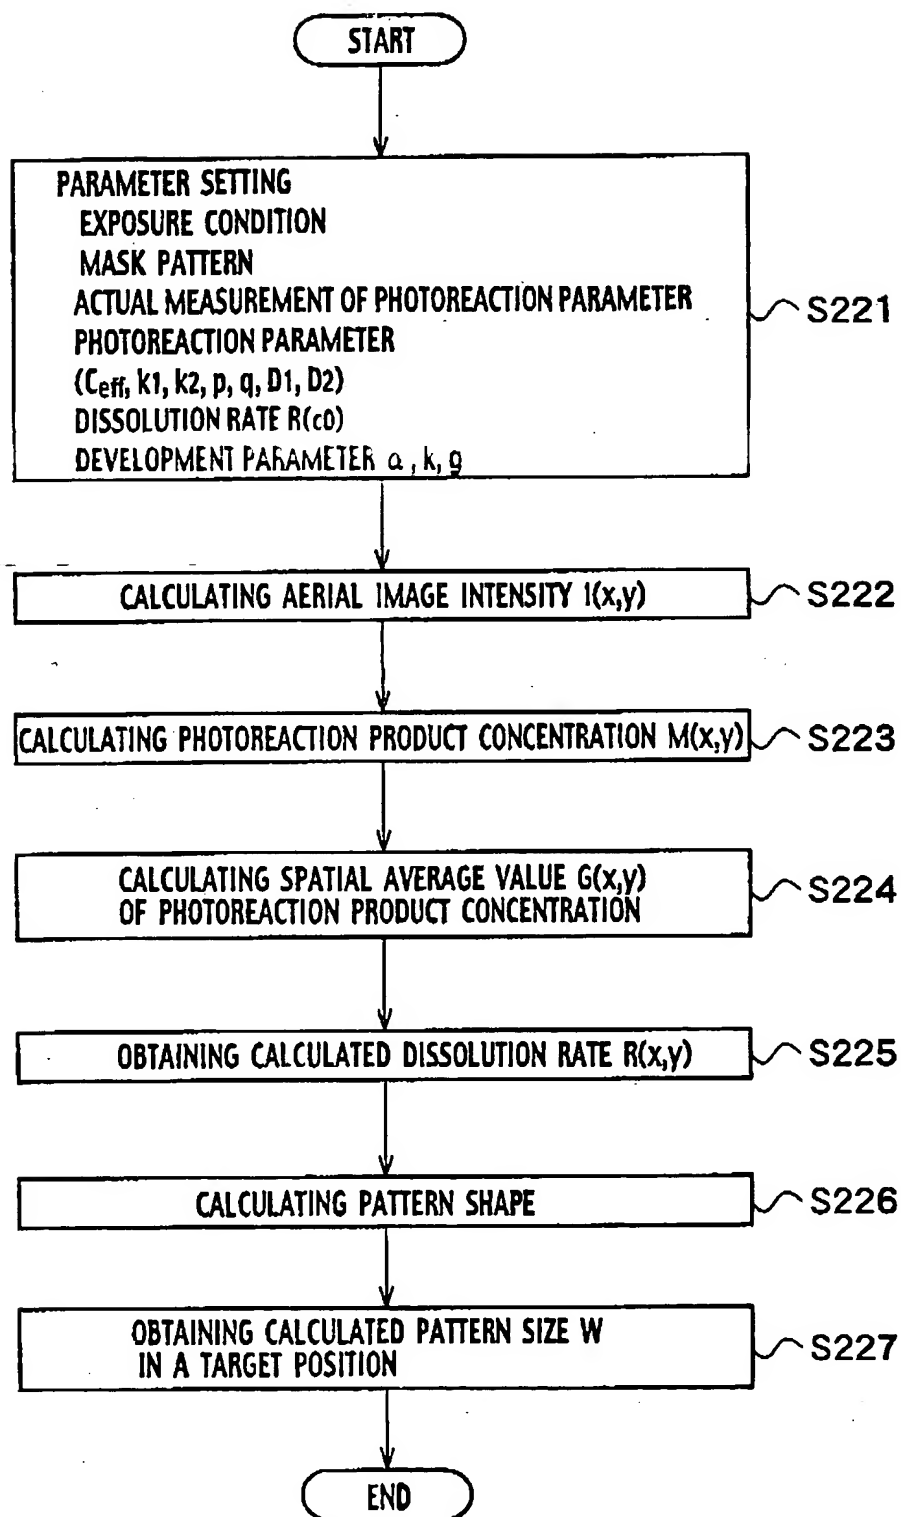 START
PARAMETER SETTING
EXPOSURE CONDITION
MASK PATTERN
ACTUAL MEASUREMENT OF PHOTOREACTION PARAMETER
PHOTOREACTION PARAMETER
(Ceff, k1, k2, p, q, D1, D2)
DISSOLUTION RATE R(c0)
DEVELOPMENT PARAMETER α, k, g
S221
CALCULATING AERIAL IMAGE INTENSITY I(x,y)
S222
CALCULATING PHOTOREACTION PRODUCT CONCENTRATION M(x,y)
S223
CALCULATING SPATIAL AVERAGE VALUE G(x,y)
OF PHOTOREACTION PRODUCT CONCENTRATION
S224
OBTAINING CALCULATED DISSOLUTION RATE R(x,y)
S225
CALCULATING PATTERN SHAPE
S226
OBTAINING CALCULATED PATTERN SIZE W
IN A TARGET POSITION
S227
END